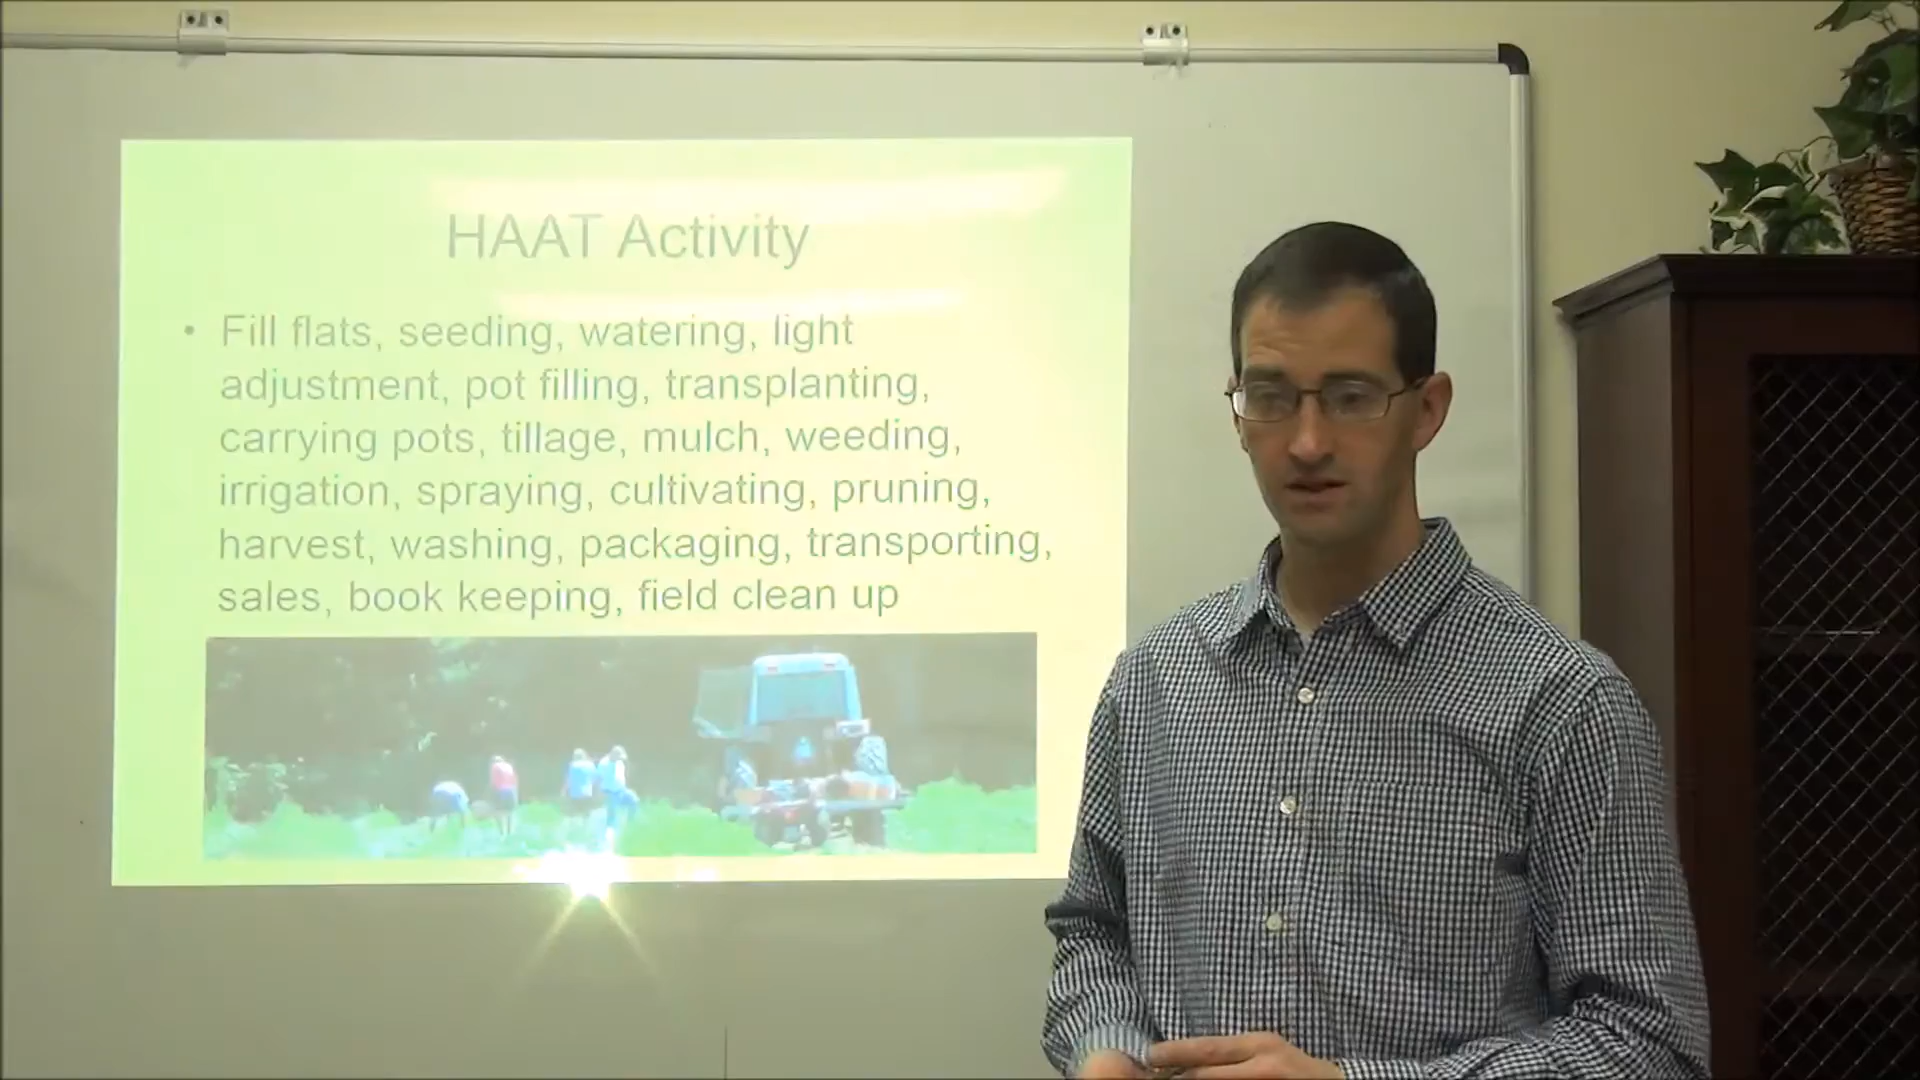 HAAT Activity
• Fill flats, seeding, watering, light
adjustment, pot filling, transplanting,
carrying pots, tillage, mulch, weeding,
irrigation, spraying, cultivating, pruning,
harvest, washing, packaging, transporting,
sales, book keeping, field clean up